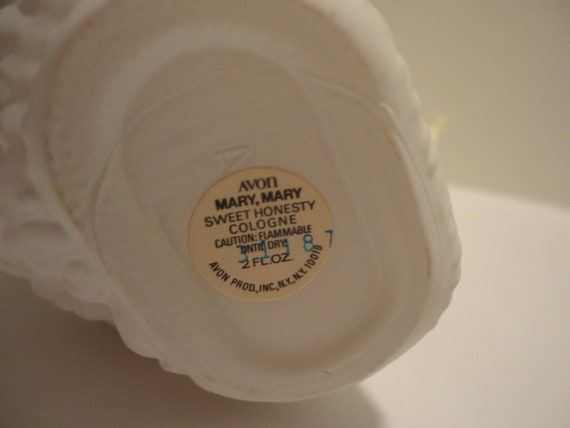 AVON
MARY, MARY
SWEET HONESTY
COLOGNE
CAUTION: FLAMMABLE
UNTIL DRY
2 FL.OZ.
AVON PROD., INC., N.Y., N.Y. 10019